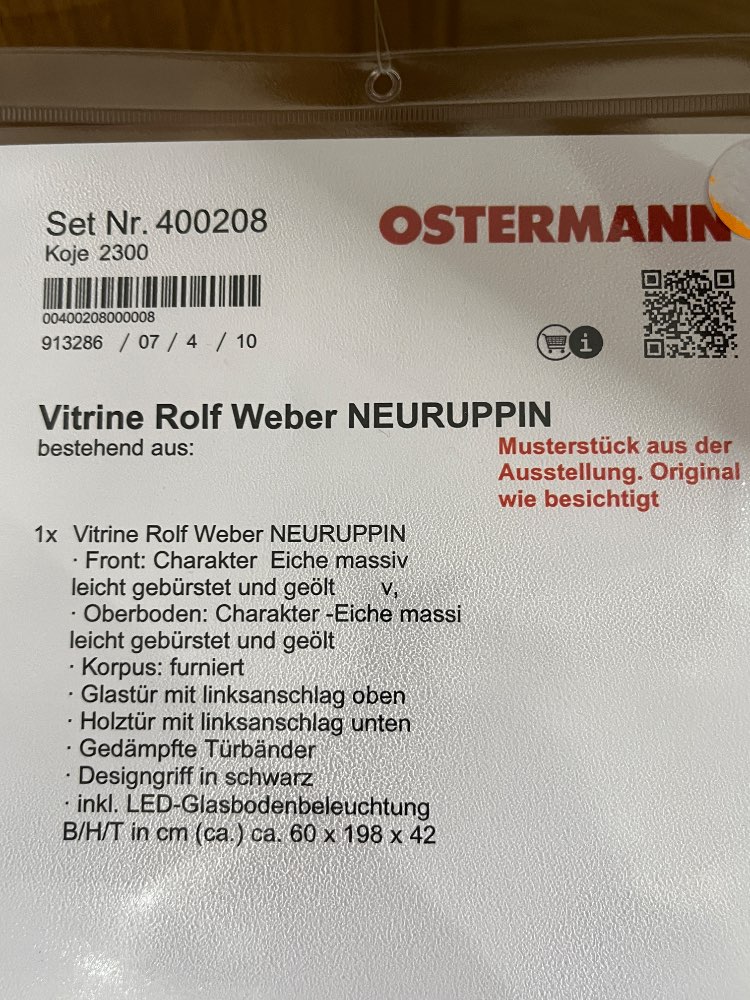 Set Nr. 400208
OSTERMANN
Koje 2300
00400208000008
913286 / 07 / 4 / 10
i
Vitrine Rolf Weber NEURUPPIN
bestehend aus:
Musterstück aus der
Ausstellung. Original
wie besichtigt
1x Vitrine Rolf Weber NEURUPPIN
· Front: Charakter Eiche massiv
leicht gebürstet und geölt v,
· Oberboden: Charakter -Eiche massi
leicht gebürstet und geölt
· Korpus: furniert
· Glastür mit linksanschlag oben
· Holztür mit linksanschlag unten
· Gedämpfte Türbänder
· Designgriff in schwarz
· inkl. LED-Glasbodenbeleuchtung
B/H/T in cm (ca.) ca. 60 x 198 x 42